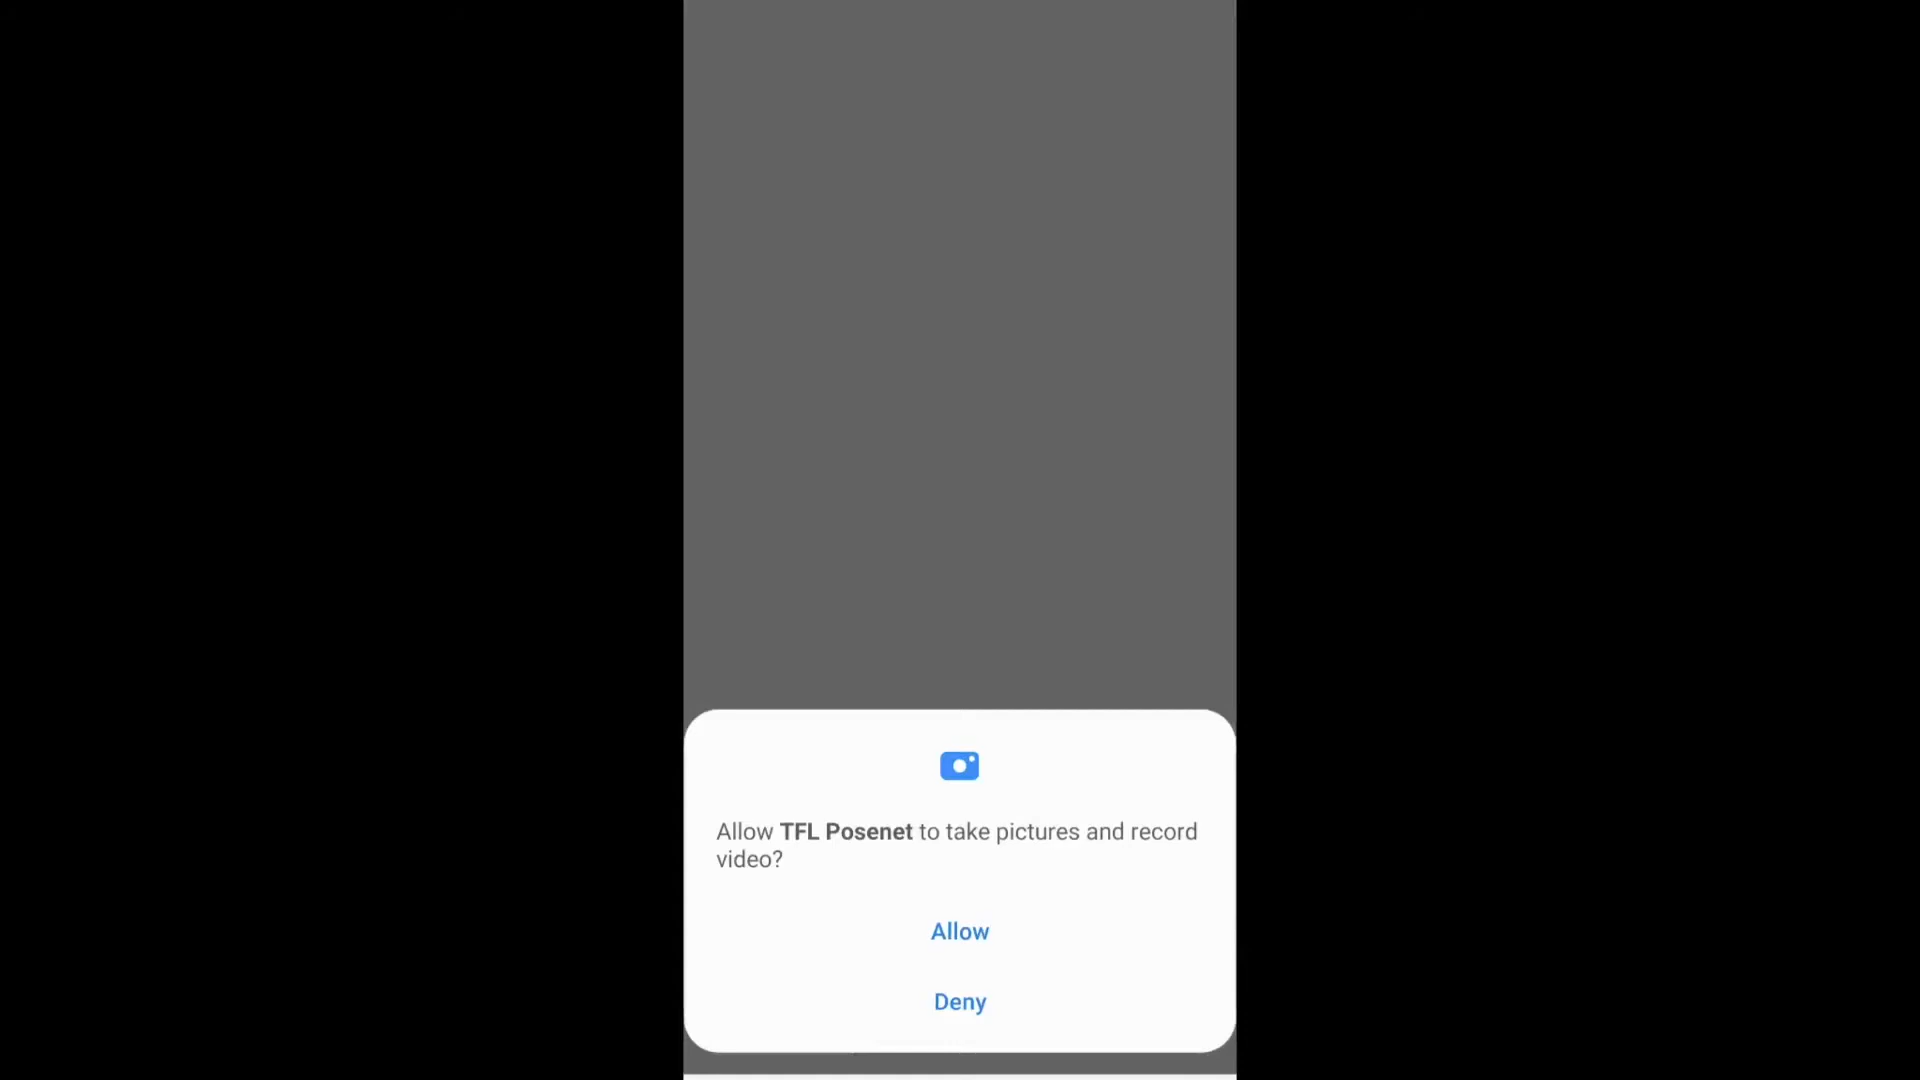 Allow TFL Posenet to take pictures and record
video?
Allow
Deny